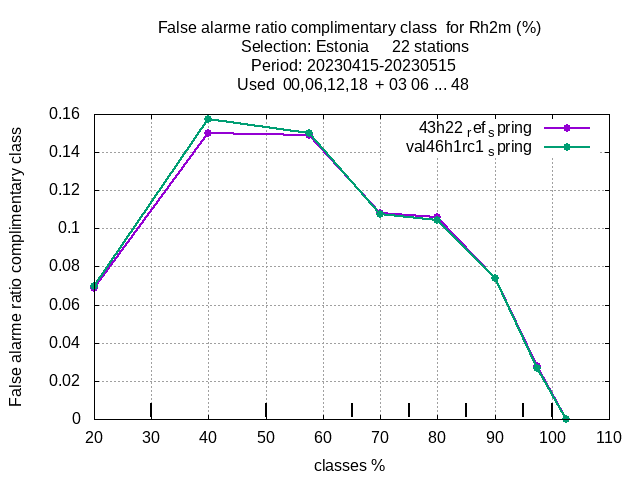 False alarme ratio complimentary class  for Rh2m (%)
Selection: Estonia     22 stations
Period: 20230415-20230515
Used  00,06,12,18  + 03 06 ... 48
43h22 ref spring
val46h1rc1 spring
False alarme ratio complimentary class
0.16
0.14
0.12
0.1
0.08
0.06
0.04
0.02
0
20 30 40 50 60 70 80 90 100 110
classes %